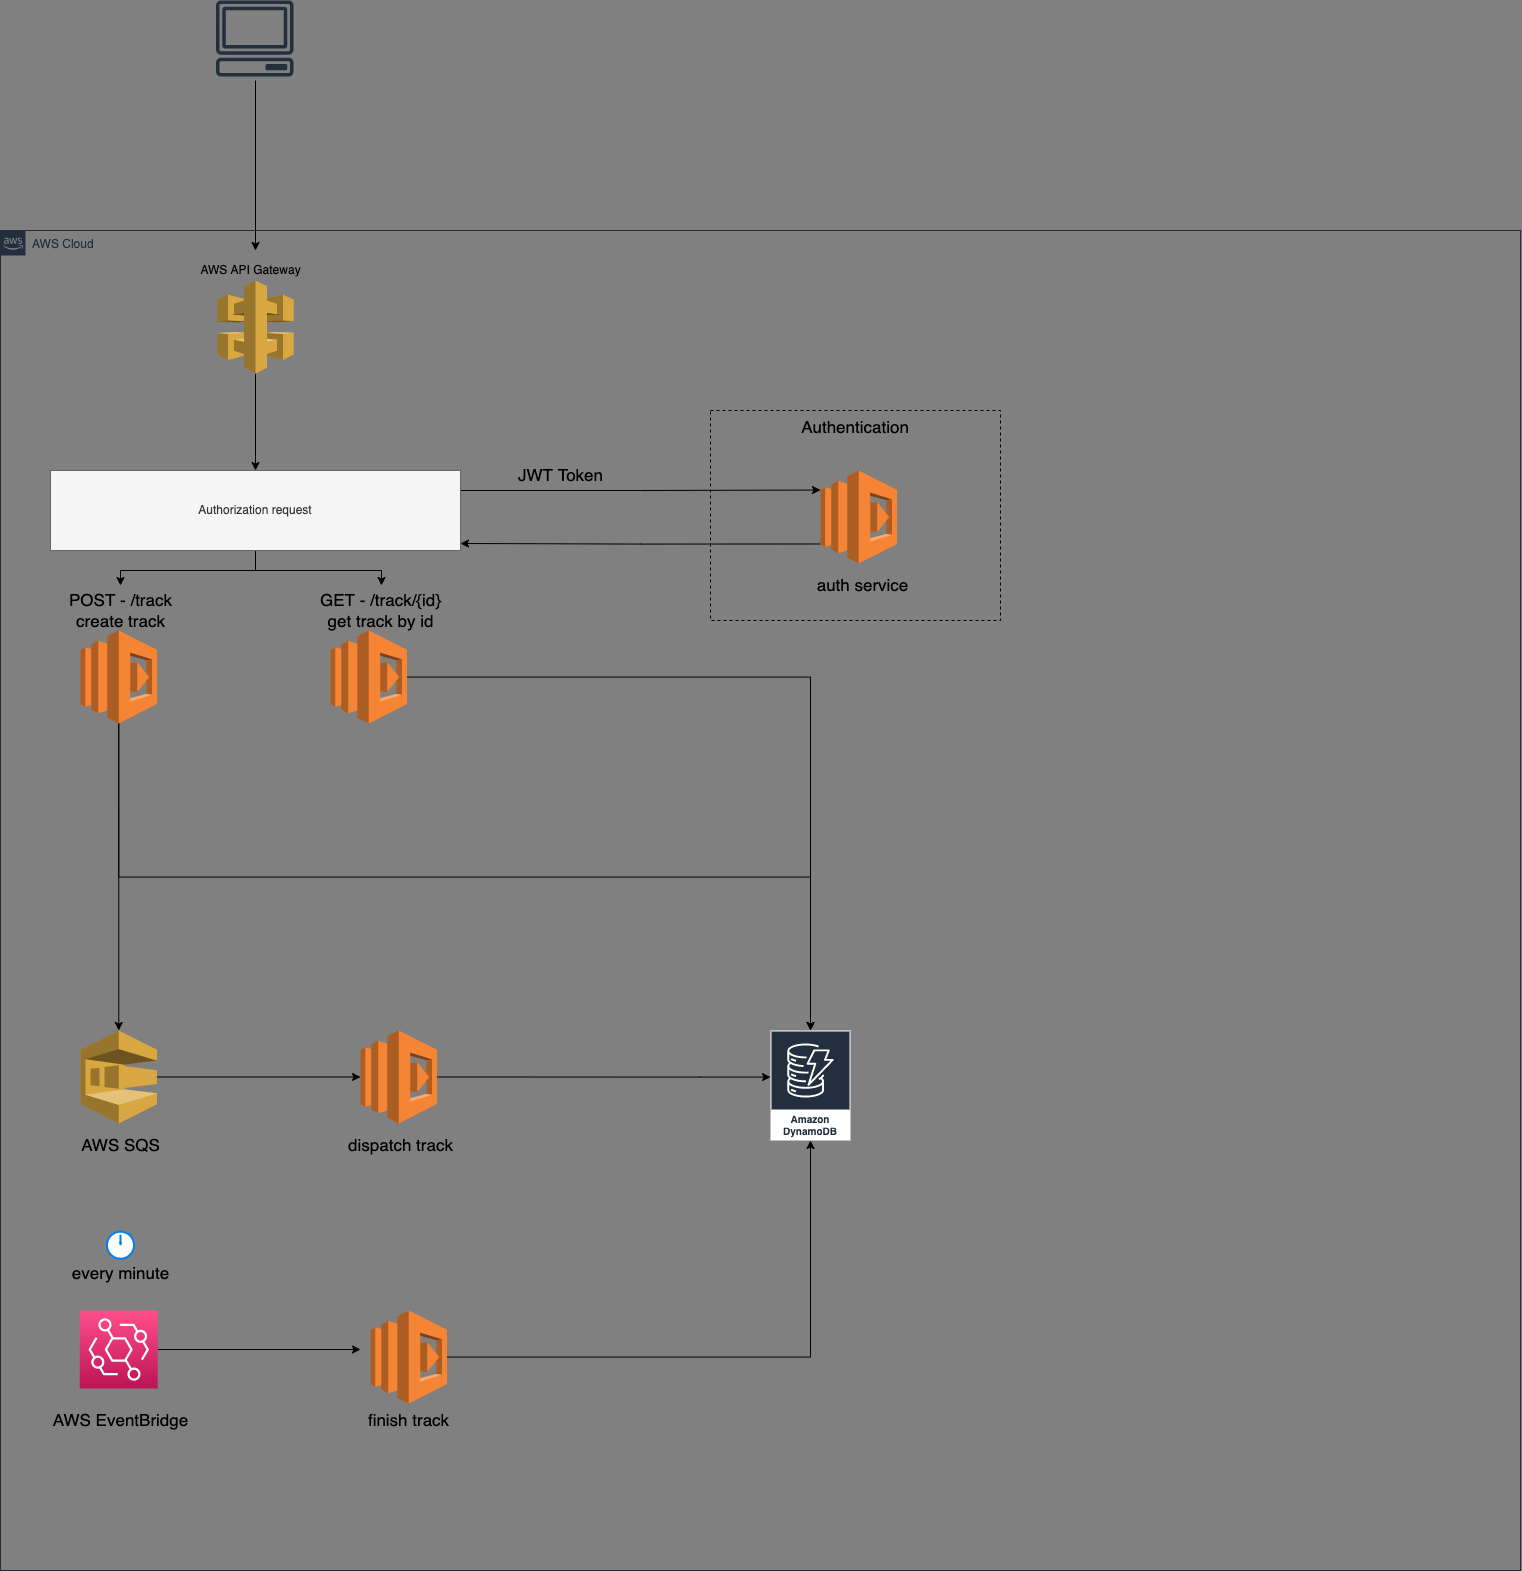 aws
AWS Cloud
AWS API Gateway
Authentication
JWT Token
Authorization request
auth service
POST - /track
create track
GET - /track/{id}
get track by id
Amazon
DynamoDB
AWS SQS
dispatch track
every minute
AWS EventBridge
finish track